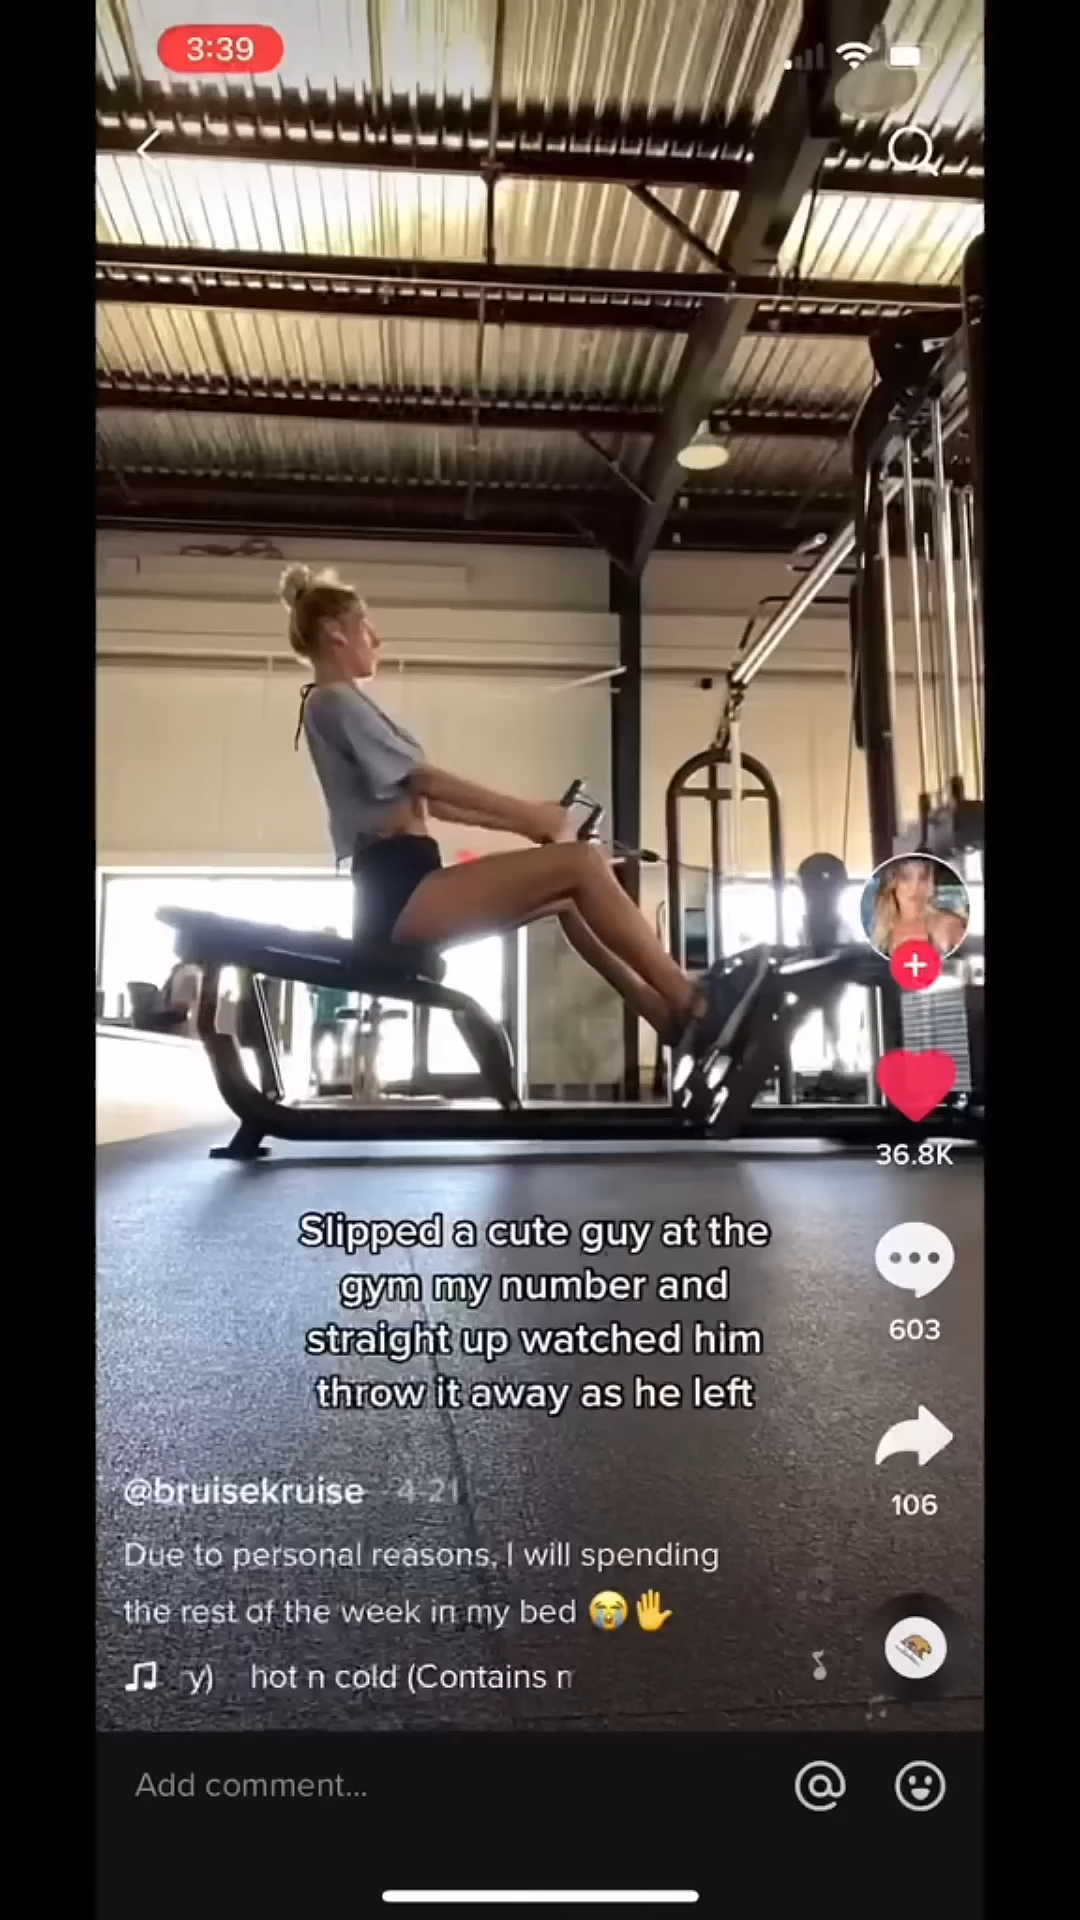 3:39
Slipped a cute guy at the
gym my number and
straight up watched him
throw it away as he left
36.8K
603
106
@bruisekruise · 4-21
Due to personal reasons, I will spending
the rest of the week in my bed 😭✋
y) hot n cold (Contains n
Add comment...